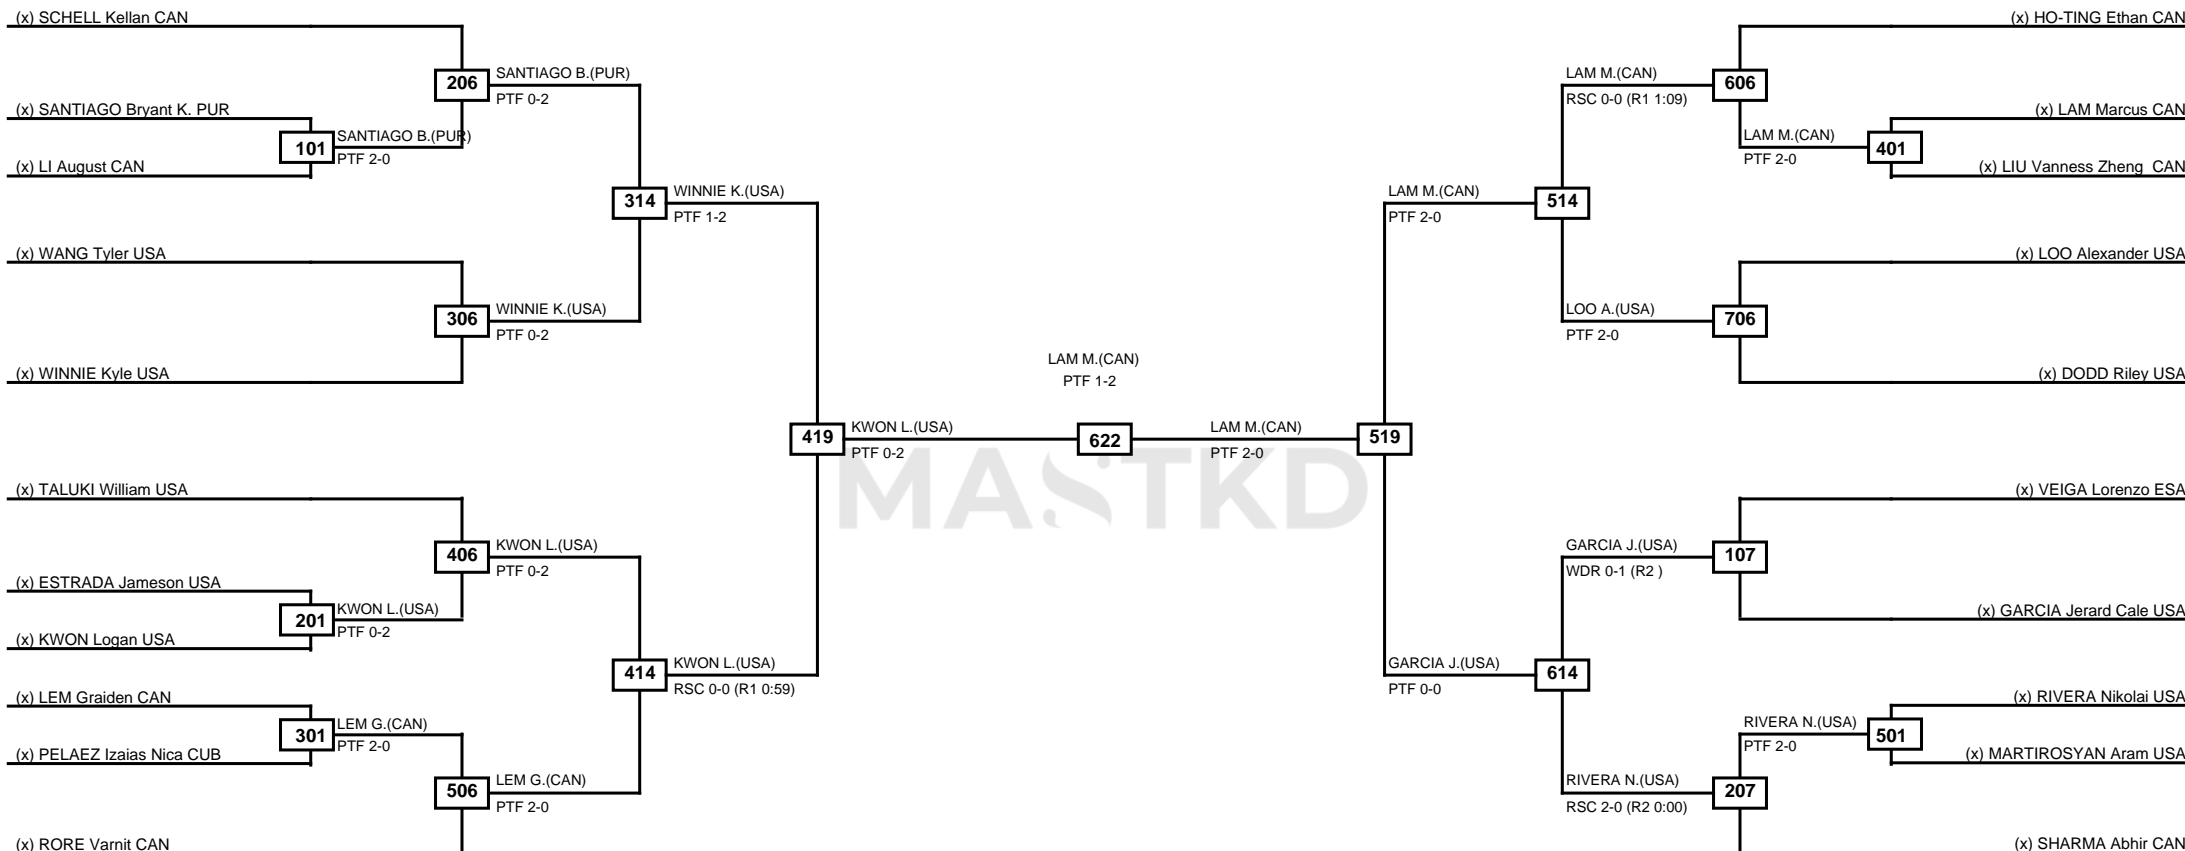 (x) SCHELL Kellan CAN
(x) HO-TING Ethan CAN
206
SANTIAGO B.(PUR)
PTF 0-2
LAM M.(CAN)
RSC 0-0 (R1 1:09)
606
(x) SANTIAGO Bryant K. PUR
(x) LAM Marcus CAN
101
SANTIAGO B.(PUR)
PTF 2-0
LAM M.(CAN)
PTF 2-0
401
(x) LI August CAN
(x) LIU Vanness Zheng  CAN
314
WINNIE K.(USA)
PTF 1-2
LAM M.(CAN)
PTF 2-0
514
(x) WANG Tyler USA
(x) LOO Alexander USA
306
WINNIE K.(USA)
PTF 0-2
LOO A.(USA)
PTF 2-0
706
(x) WINNIE Kyle USA
(x) DODD Riley USA
LAM M.(CAN)
PTF 1-2
419
KWON L.(USA)
PTF 0-2
622
LAM M.(CAN)
PTF 2-0
519
MASTKD
(x) TALUKI William USA
(x) VEIGA Lorenzo ESA
406
KWON L.(USA)
PTF 0-2
GARCIA J.(USA)
WDR 0-1 (R2 )
107
(x) ESTRADA Jameson USA
201
KWON L.(USA)
PTF 0-2
(x) GARCIA Jerard Cale USA
(x) KWON Logan USA
414
KWON L.(USA)
RSC 0-0 (R1 0:59)
GARCIA J.(USA)
PTF 0-0
614
(x) LEM Graiden CAN
(x) RIVERA Nikolai USA
301
LEM G.(CAN)
PTF 2-0
RIVERA N.(USA)
PTF 2-0
501
(x) PELAEZ Izaias Nica CUB
(x) MARTIROSYAN Aram USA
506
LEM G.(CAN)
PTF 2-0
RIVERA N.(USA)
RSC 2-0 (R2 0:00)
207
(x) RORE Varnit CAN
(x) SHARMA Abhir CAN